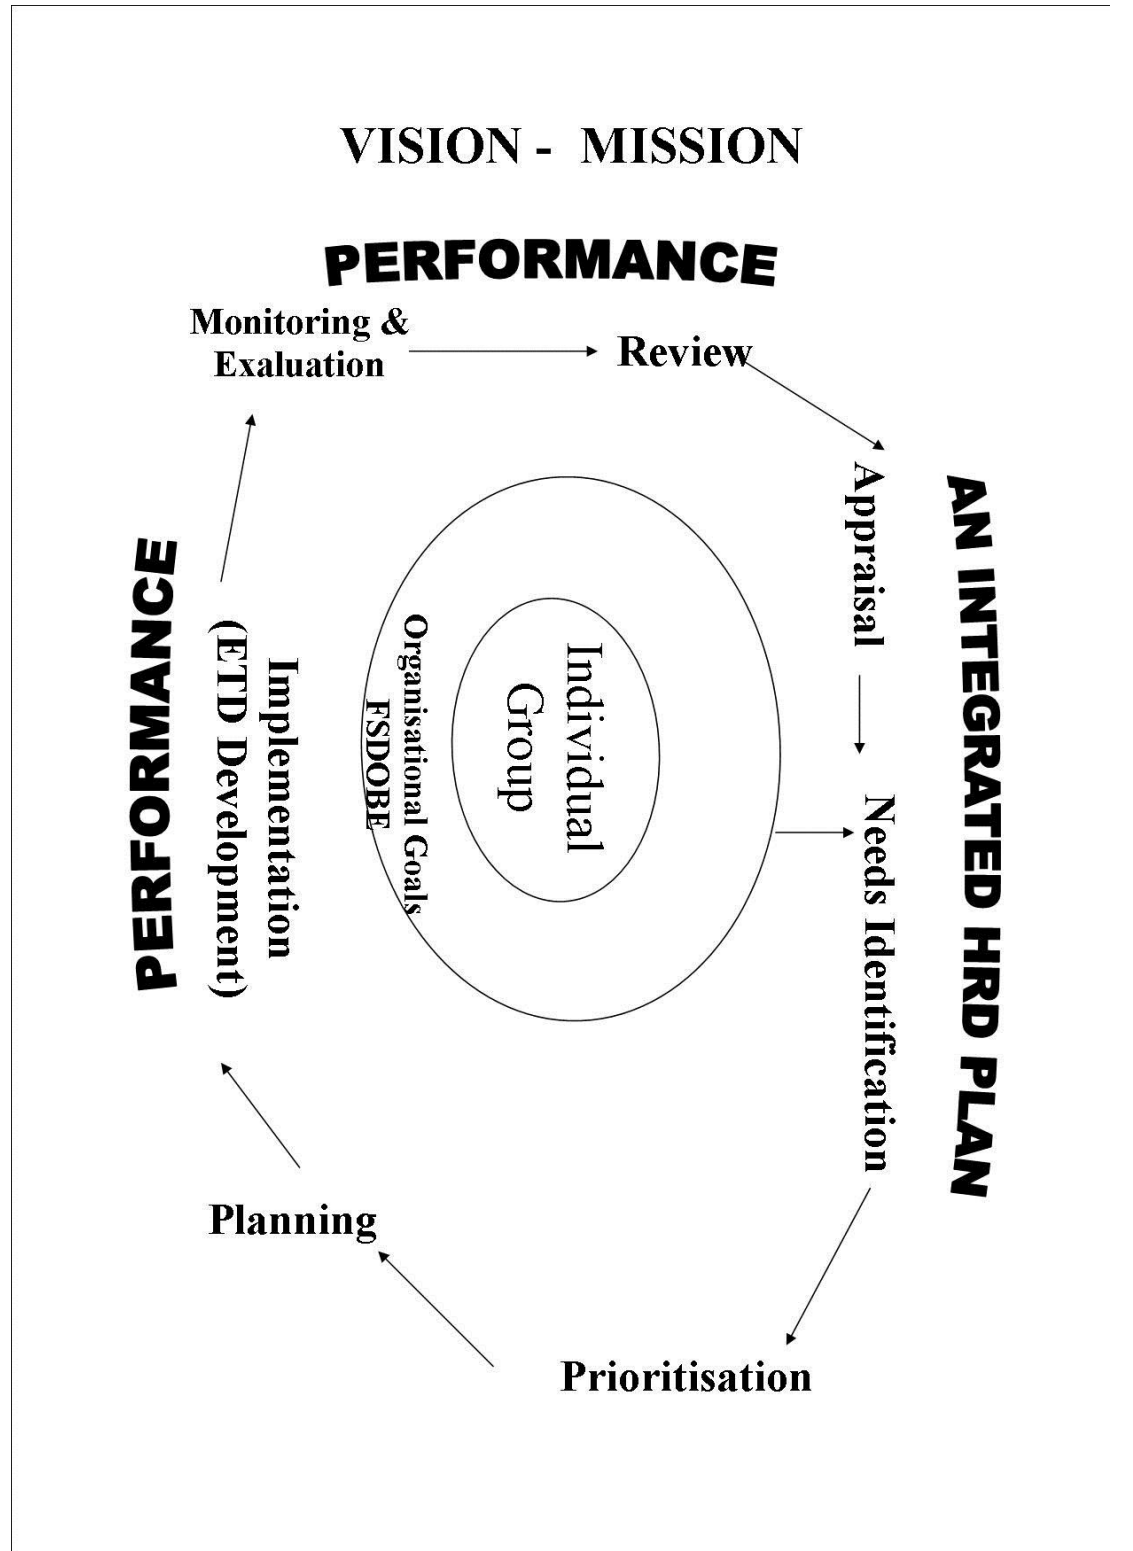 VISION - MISSION
PERFORMANCE
Monitoring &
Exaluation
Review
Appraisal
AN INTEGRATED HRD PLAN
Needs Identification
Individual
Group
Organisational Goals
FSDOBE
PERFORMANCE
Implementation
(ETD Development)
Planning
Prioritisation